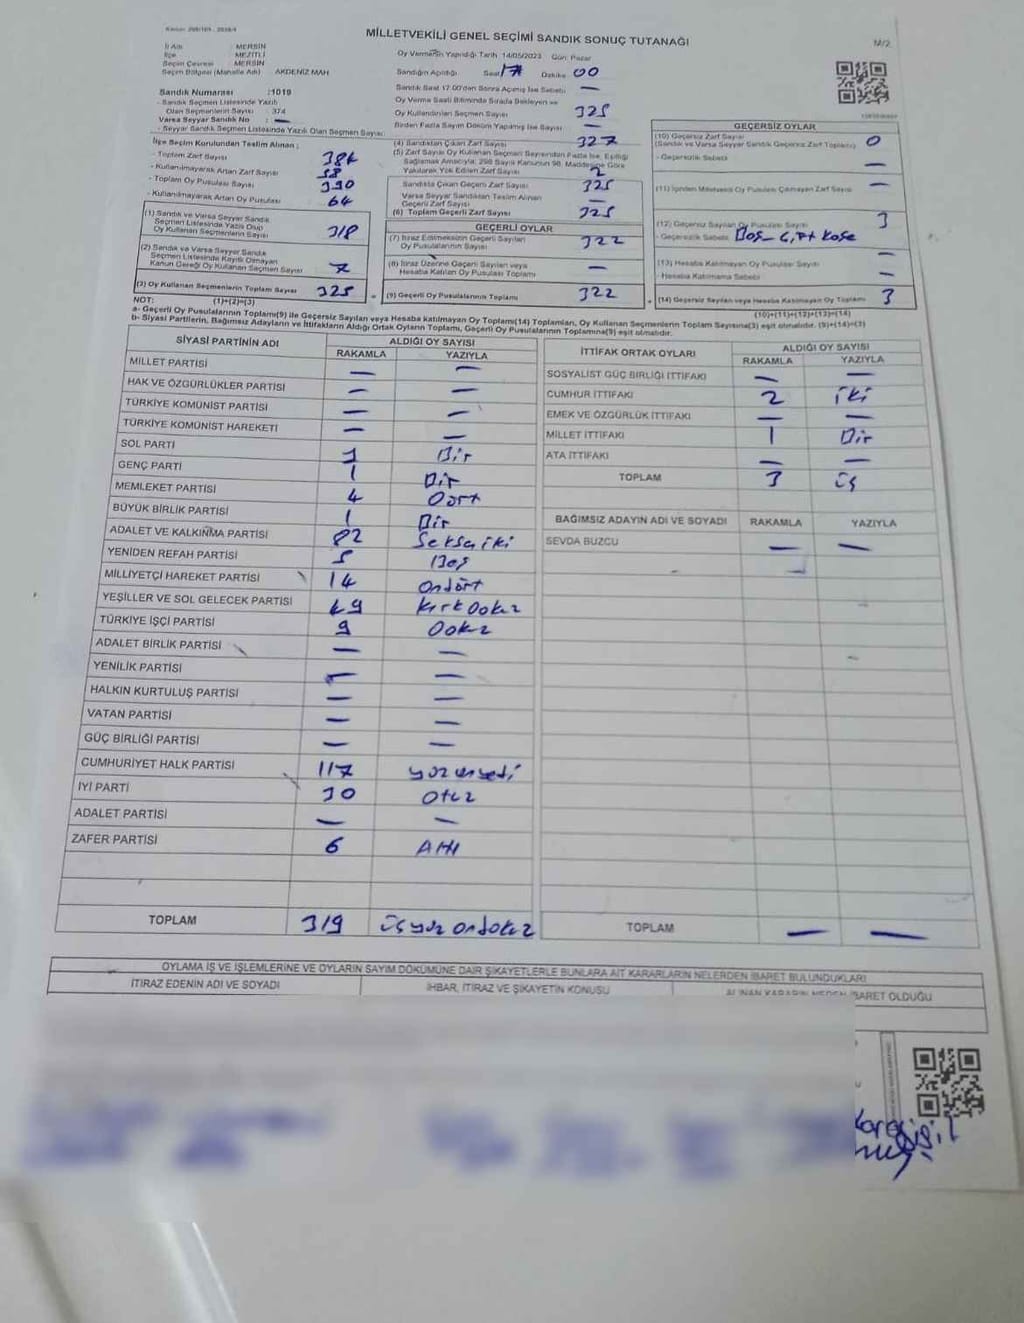 MİLLETVEKİLİ GENEL SEÇİMİ SANDIK SONUÇ TUTANAĞI
M/2
İl Adı : MERSİN
İlçe : MEZİTLİ
Seçim Çevresi : MERSİN
Seçim Bölgesi (Mahalle Adı) : AKDENİZ MAH
Oy Vermenin Yapıldığı Tarih 14/05/2023 Gün: Pazar
Sandığın Açıldığı Saat 17 Dakika 00
Sandık Saat 17.00'den Sonra Açılmış İse Sebebi —
Oy Verme Saati Bitiminde Sırada Bekleyen ve
Oy Kullandırılan Seçmen Sayısı 325
Birden Fazla Sayım Döküm Yapılmış İse Sayısı —
Sandık Numarası :1019
- Sandık Seçmen Listesinde Yazılı
Olan Seçmenlerin Sayısı : 374
Varsa Seyyar Sandık No : —
- Seyyar Sandık Seçmen Listesinde Yazılı Olan Seçmen Sayısı:
İlçe Seçim Kurulundan Teslim Alınan ;
- Toplam Zarf Sayısı
- Kullanılmayarak Artan Zarf Sayısı
- Toplam Oy Pusulası Sayısı 390
- Kullanılmayarak Artan Oy Pusulası 64
(1) Sandık ve Varsa Seyyar Sandık
Seçmen Listesinde Yazılı Olup
Oy Kullanan Seçmenlerin Sayısı 318
(2) Sandık ve Varsa Seyyar Sandık
Seçmen Listesinde Kayıtlı Olmayan
Kanun Gereği Oy Kullanan Seçmen Sayısı 7
(3) Oy Kullanan Seçmenlerin Toplam Sayısı 325
(1)+(2)=(3)
(4) Sandıktan Çıkan Zarf Sayısı 327
(5) Zarf Sayısı Oy Kullanan Seçmen Sayısından Fazla İse, Eşitliği
Sağlamak Amacıyla; 298 Sayılı Kanunun 98. Maddesine Göre
Yakılarak Yok Edilen Zarf Sayısı 2
Sandıkta Çıkan Geçerli Zarf Sayısı 325
Varsa Seyyar Sandıktan Teslim Alınan
Geçerli Zarf Sayısı —
(6) Toplam Geçerli Zarf Sayısı 325
GEÇERLİ OYLAR
(7) İtiraz Edilmeksizin Geçerli Sayılan
Oy Pusulalarının Sayısı 322
(8) İtiraz Üzerine Geçerli Sayılan veya
Hesaba Katılan Oy Pusulası Toplamı —
(9) Geçerli Oy Pusulalarının Toplamı 322
GEÇERSİZ OYLAR
(10) Geçersiz Zarf Sayısı
(Sandık ve Varsa Seyyar Sandık Geçersiz Zarf Toplamı) 0
- Geçersizlik Sebebi —
(11) İçinden Milletvekili Oy Pusulası Çıkmayan Zarf Sayısı —
(12) Geçersiz Sayılan Oy Pusulası Sayısı 3
- Geçersizlik Sebebi
(13) Hesaba Katılmayan Oy Pusulası Sayısı —
- Hesaba Katılmama Sebebi —
(14) Geçersiz Sayılan veya Hesaba Katılmayan Oy Toplamı 3
(10)+(11)+(12)+(13)=(14)
NOT:
a- Geçerli Oy Pusulaları Toplamı(9) ile Geçersiz Sayılan veya Hesaba katılmayan Oy Toplamı(14) Toplamları, Oy Kullanan Seçmenlerin Toplam Sayısına(3) eşit olmalıdır. (9)+(14)=(3)
b- Siyasi Partilerin, Bağımsız Adayların ve İttifakların Aldığı Ortak Oyların Toplamı, Geçerli Oy Pusulalarının Toplamına(9) eşit olmalıdır.
SİYASİ PARTİNİN ADI ALDIĞI OY SAYISI
RAKAMLA YAZIYLA
MİLLET PARTİSİ — —
HAK VE ÖZGÜRLÜKLER PARTİSİ — —
TÜRKİYE KOMÜNİST PARTİSİ — —
TÜRKİYE KOMÜNİST HAREKETİ — —
SOL PARTİ 1 Bir
GENÇ PARTİ 1 Bir
MEMLEKET PARTİSİ 4 Dört
BÜYÜK BİRLİK PARTİSİ 1 Bir
ADALET VE KALKINMA PARTİSİ 82 Seksaiki
YENİDEN REFAH PARTİSİ 5 Beş
MİLLİYETÇİ HAREKET PARTİSİ 14 Ondört
YEŞİLLER VE SOL GELECEK PARTİSİ 49 Kırk Dokuz
TÜRKİYE İŞÇİ PARTİSİ 9 Dokuz
ADALET BİRLİK PARTİSİ — —
YENİLİK PARTİSİ — —
HALKIN KURTULUŞ PARTİSİ — —
VATAN PARTİSİ — —
GÜÇ BİRLİĞİ PARTİSİ — —
CUMHURİYET HALK PARTİSİ 117 yüz onyedi
İYİ PARTİ 30 Otuz
ADALET PARTİSİ — —
ZAFER PARTİSİ 6 Altı
TOPLAM 319 üçyüz ondokuz
İTTİFAK ORTAK OYLARI ALDIĞI OY SAYISI
RAKAMLA YAZIYLA
SOSYALİST GÜÇ BİRLİĞİ İTTİFAKI — —
CUMHUR İTTİFAKI 2 iki
EMEK VE ÖZGÜRLÜK İTTİFAKI — —
MİLLET İTTİFAKI 1 Bir
ATA İTTİFAKI — —
TOPLAM 3 üç
BAĞIMSIZ ADAYIN ADI VE SOYADI RAKAMLA YAZIYLA
SEVDA BUZCU — —
TOPLAM — —
OYLAMA İŞ VE İŞLEMLERİNE VE OYLARIN SAYIM DÖKÜMÜNE DAİR ŞİKAYETLERLE BUNLARA AİT KARARLARIN NELERDEN İBARET BULUNDUKLARI
İTİRAZ EDENİN ADI VE SOYADI İHBAR, İTİRAZ VE ŞİKAYETİN KONUSU ALINAN KARARIN NEDEN İBARET OLDUĞU